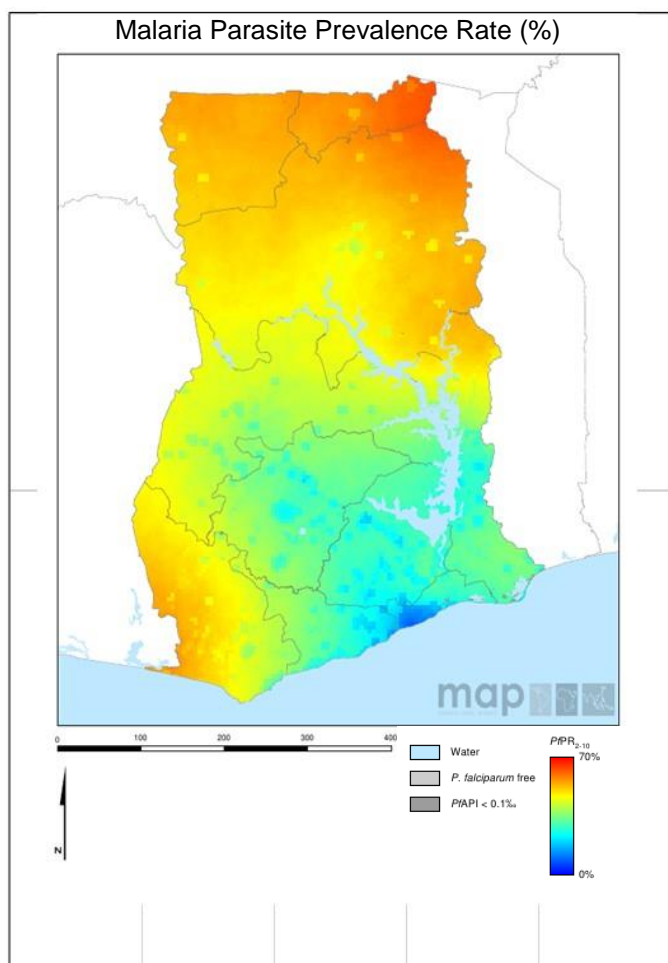 Malaria Parasite Prevalence Rate (%)
map
0 100 200 300 400
Water
P. falciparum free
PfAPI < 0.1‰
PfPR2-10
70%
0%
N